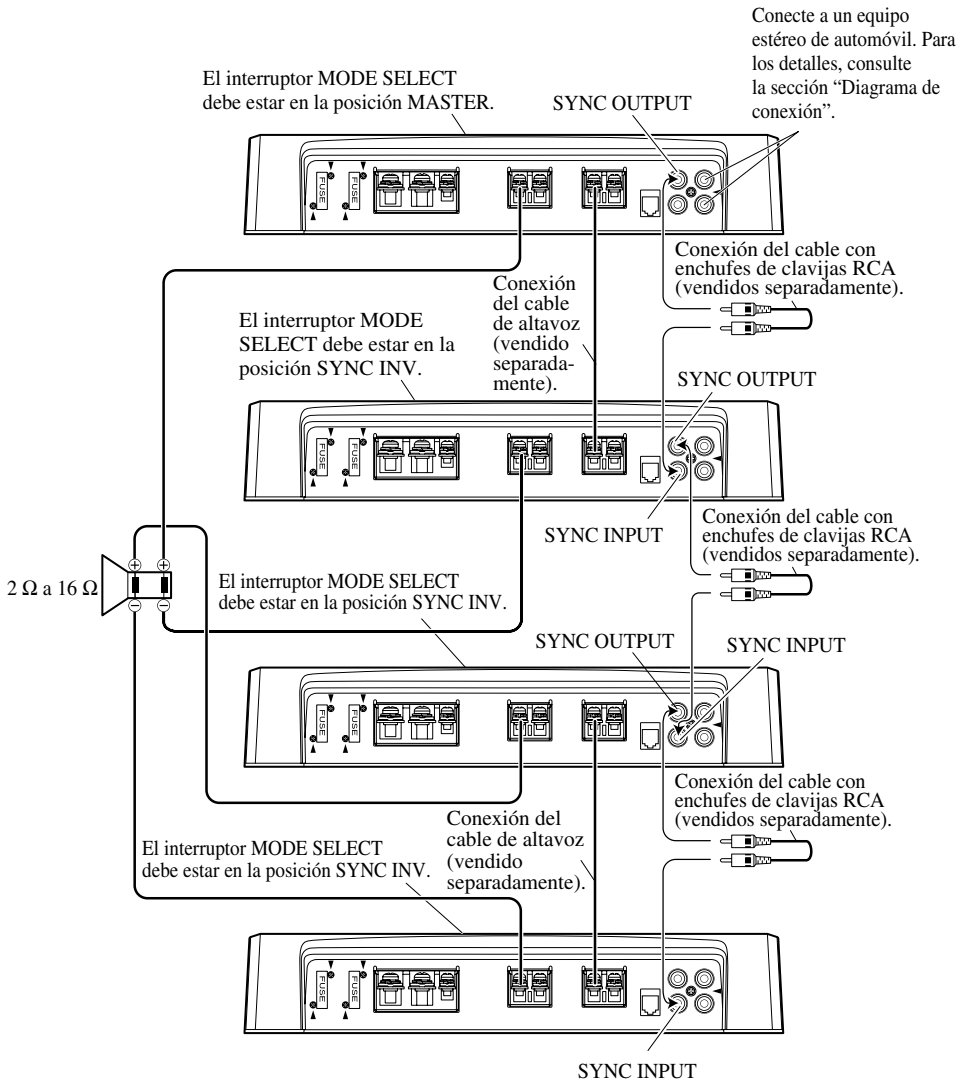 Conecte a un equipo
estéreo de automóvil. Para
los detalles, consulte
la sección “Diagrama de
conexión”.
El interruptor MODE SELECT
debe estar en la posición MASTER.
SYNC OUTPUT
FUSE
FUSE
Conexión del cable con
enchufes de clavijas RCA
(vendidos separadamente).
Conexión
del cable
de altavoz
(vendido
separada-
mente).
El interruptor MODE
SELECT debe estar en la
posición SYNC INV.
SYNC OUTPUT
FUSE
FUSE
SYNC INPUT
Conexión del cable con
enchufes de clavijas RCA
(vendidos separadamente).
+ +
2 Ω a 16 Ω
− −
El interruptor MODE SELECT
debe estar en la posición SYNC INV.
SYNC OUTPUT
SYNC INPUT
FUSE
FUSE
Conexión del cable con
enchufes de clavijas RCA
(vendidos separadamente).
Conexión del
cable de altavoz
(vendido
separadamente).
El interruptor MODE SELECT
debe estar en la posición SYNC INV.
FUSE
FUSE
SYNC INPUT